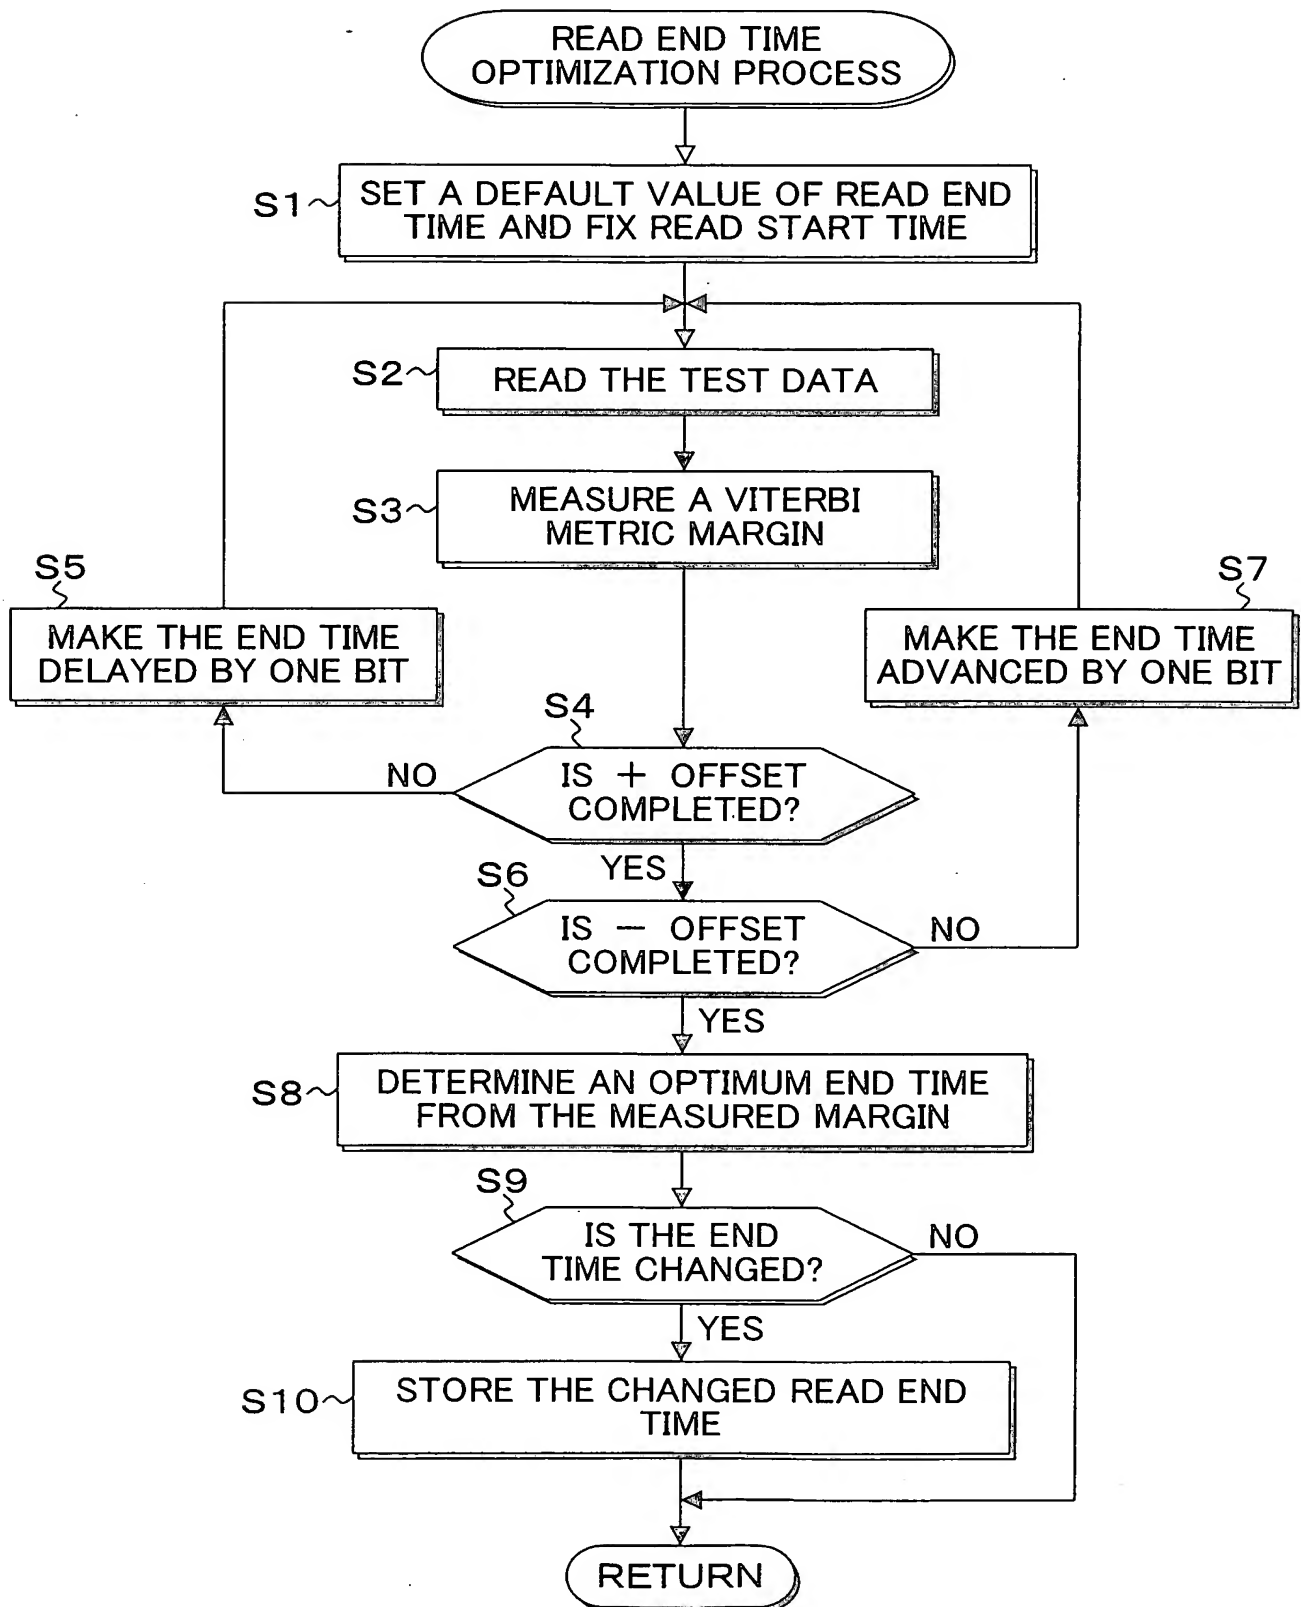 READ END TIME
OPTIMIZATION PROCESS
S1
SET A DEFAULT VALUE OF READ END
TIME AND FIX READ START TIME
S2
READ THE TEST DATA
S3
MEASURE A VITERBI
METRIC MARGIN
S5
MAKE THE END TIME
DELAYED BY ONE BIT
S7
MAKE THE END TIME
ADVANCED BY ONE BIT
S4
IS + OFFSET
COMPLETED?
NO
YES
S6
IS − OFFSET
COMPLETED?
NO
YES
S8
DETERMINE AN OPTIMUM END TIME
FROM THE MEASURED MARGIN
S9
IS THE END
TIME CHANGED?
NO
YES
S10
STORE THE CHANGED READ END
TIME
RETURN